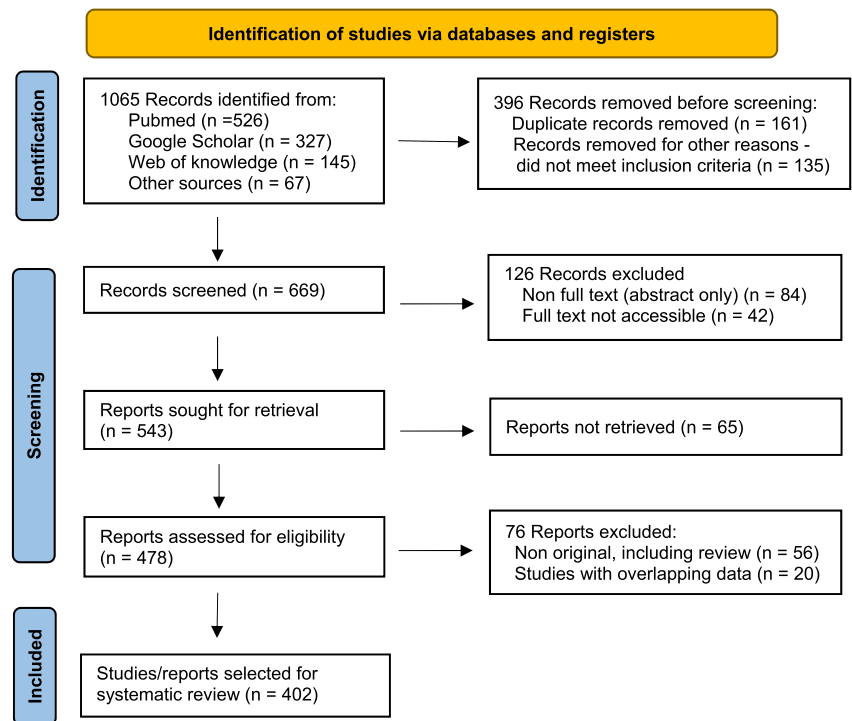 Identification of studies via databases and registers
Identification
1065 Records identified from:
Pubmed (n =526)
Google Scholar (n = 327)
Web of knowledge (n = 145)
Other sources (n = 67)
396 Records removed before screening:
Duplicate records removed (n = 161)
Records removed for other reasons -
did not meet inclusion criteria (n = 135)
Screening
Records screened (n = 669)
126 Records excluded
Non full text (abstract only) (n = 84)
Full text not accessible (n = 42)
Reports sought for retrieval
(n = 543)
Reports not retrieved (n = 65)
Reports assessed for eligibility
(n = 478)
76 Reports excluded:
Non original, including review (n = 56)
Studies with overlapping data (n = 20)
Included
Studies/reports selected for
systematic review (n = 402)